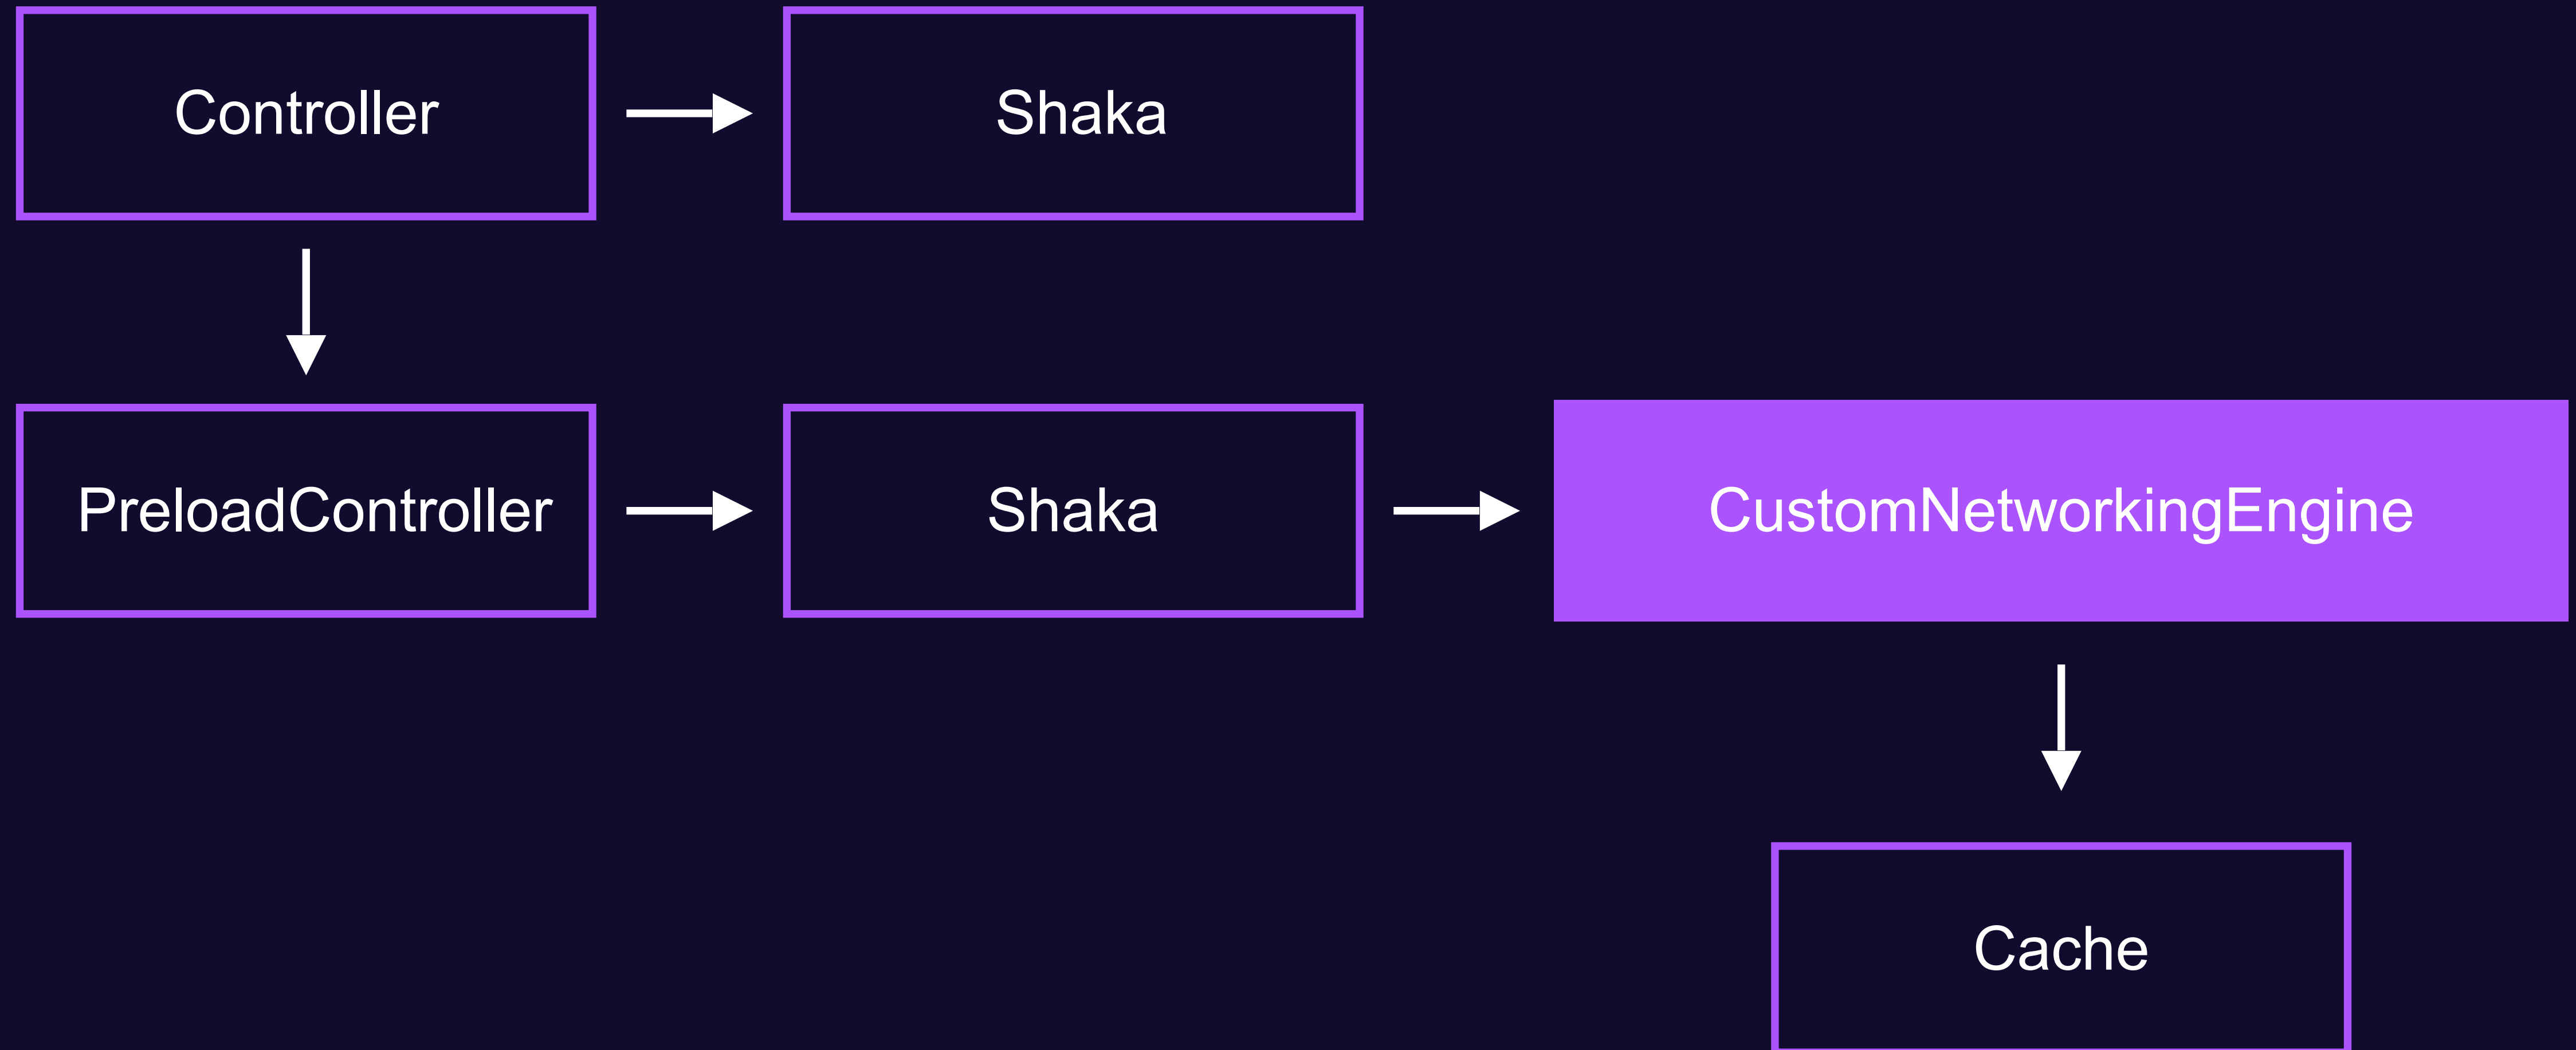 Controller
Shaka
PreloadController
Shaka
CustomNetworkingEngine
Cache